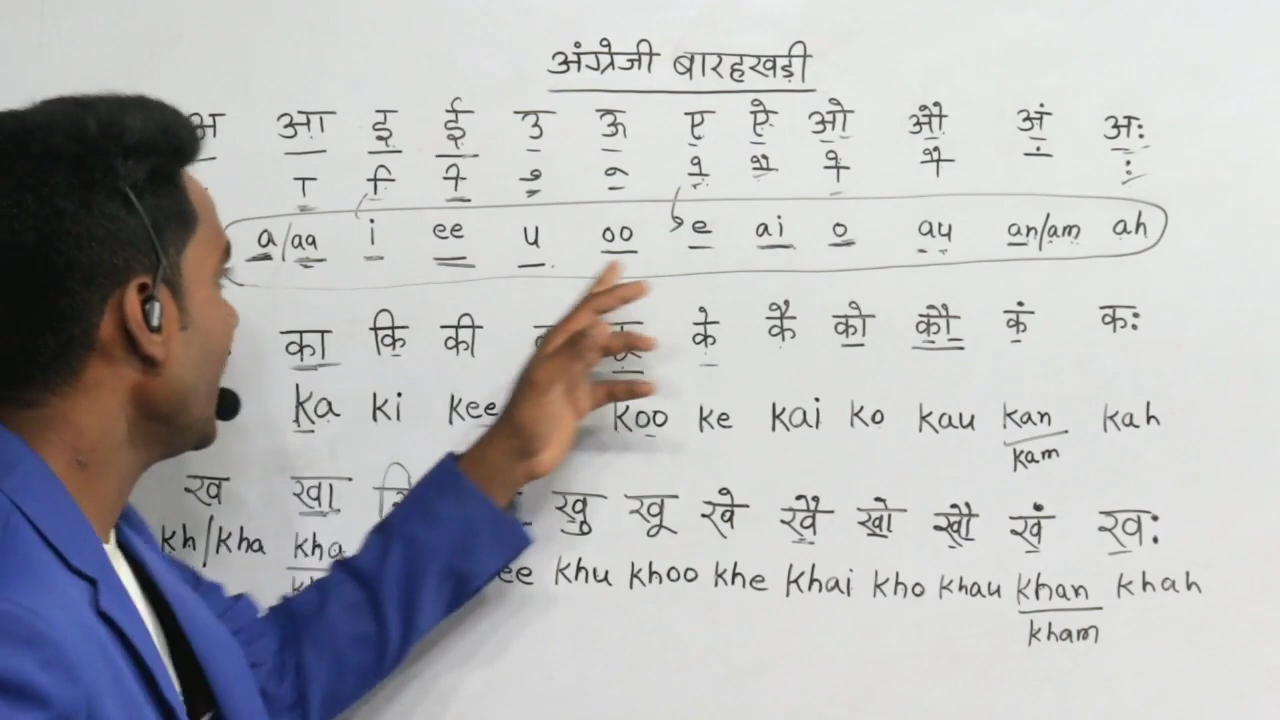 अंग्रेजी बारहखड़ी
अ आ इ ई उ ऊ ए ऐ ओ औ अं अः
ा ि ी ु ू े ै ो ौ ं ः
a/aa i ee u oo e ai o au an/am ah
का कि की कू के कै को कौ कं कः
ka ki kee koo ke kai ko kau kan kah
kam
ख खा खु खू खे खै खो खौ खं खः
kh/kha kha ee khu khoo khe khai kho khau khan khah
kham